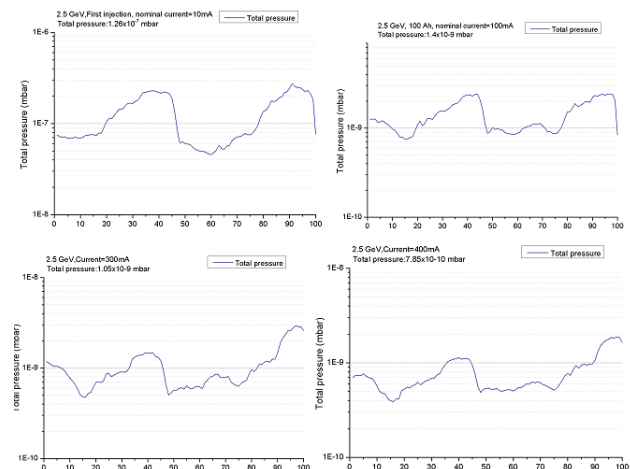 2.5 GeV,First injection, nominal current=10mA
Total pressure:1.26x10⁻⁷ mbar
Total pressure
1E-6
1E-7
1E-8
Total pressure (mbar)
0 10 20 30 40 50 60 70 80 90 100
2.5 GeV, 100 Ah, nominal current=100mA
Total pressure:1.4x10-9 mbar
Total pressure
1E-9
1E-10
Total pressure (mbar)
0 10 20 30 40 50 60 70 80 90 100
2.5 GeV,Current=300mA
Total pressure:1.05x10-9 mbar
Total pressure
1E-8
1E-9
1E-10
Total pressure (mbar)
0 10 20 30 40 50 60 70 80 90 100
2.5 GeV,Current=400mA
Total pressure:7.85x10-10 mbar
Total pressure
1E-8
1E-9
1E-10
Total pressure (mbar)
0 10 20 30 40 50 60 70 80 90 100